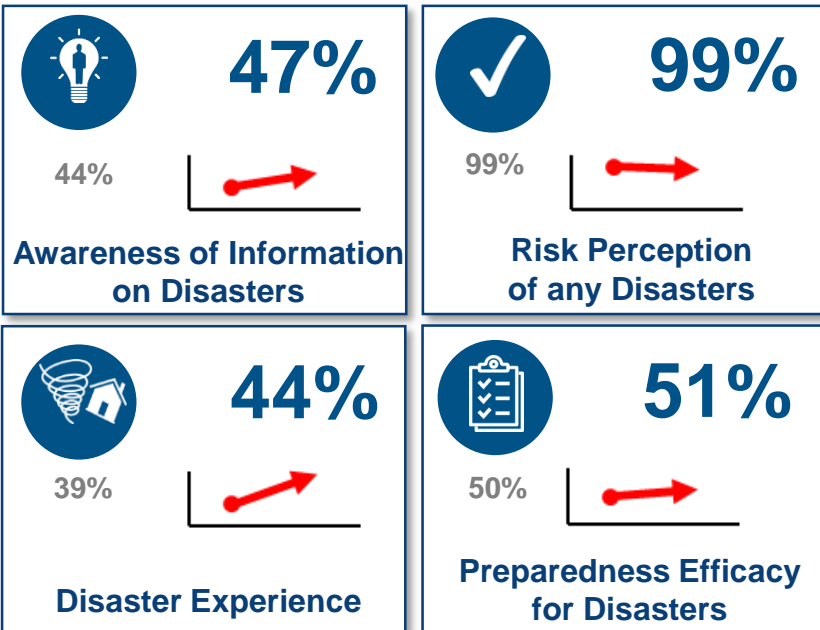 47%
44%
Awareness of Information
on Disasters
99%
99%
Risk Perception
of any Disasters
44%
39%
Disaster Experience
51%
50%
Preparedness Efficacy
for Disasters